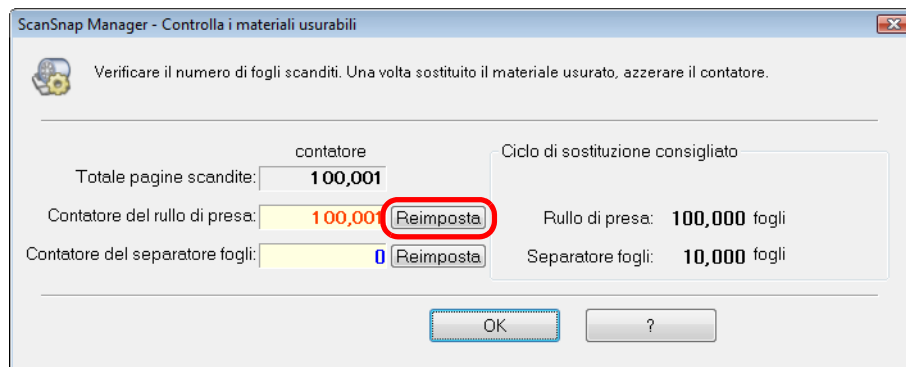 ScanSnap Manager - Controlla i materiali usurabili
Verificare il numero di fogli scanditi. Una volta sostituito il materiale usurato, azzerare il contatore.
contatore
Totale pagine scandite: 100,001
Contatore del rullo di presa: 100,001 Reimposta
Contatore del separatore fogli: 0 Reimposta
Ciclo di sostituzione consigliato
Rullo di presa: 100,000 fogli
Separatore fogli: 10,000 fogli
OK ?